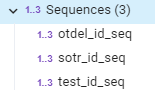 1..3 Sequences (3)
1..3 otdel_id_seq
1..3 sotr_id_seq
1..3 test_id_seq